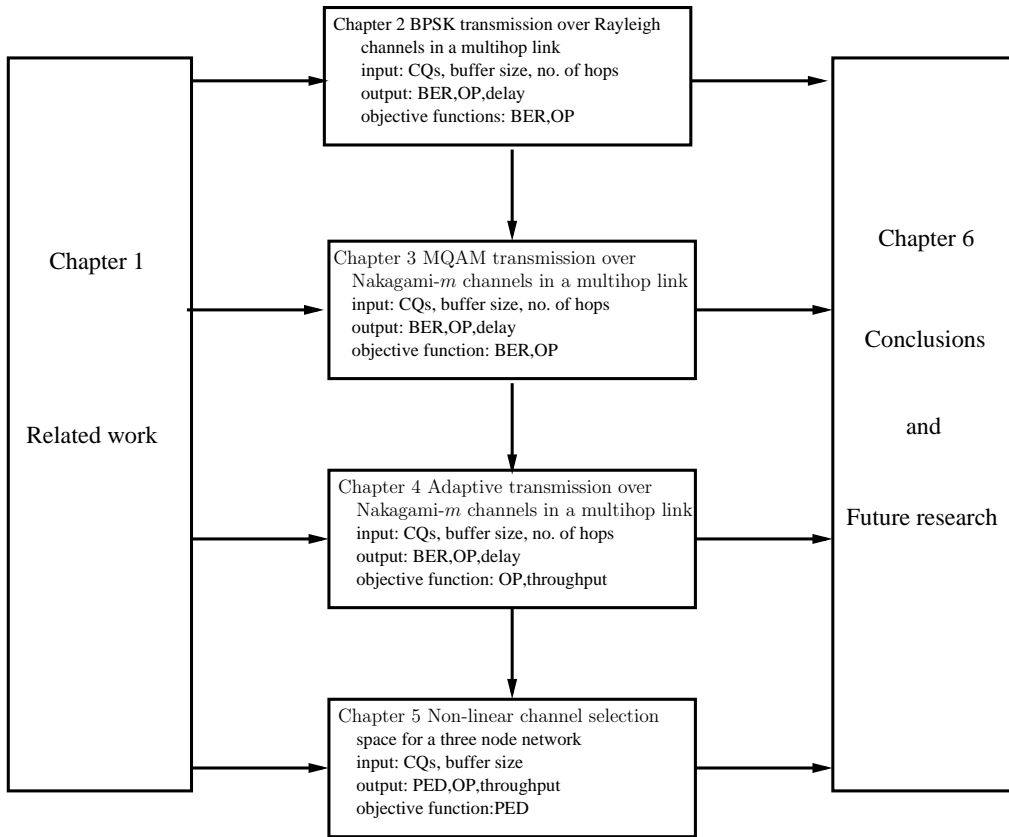 Chapter 1
Related work
Chapter 2 BPSK transmission over Rayleigh
channels in a multihop link
input: CQs, buffer size, no. of hops
output: BER,OP,delay
objective functions: BER,OP
Chapter 3 MQAM transmission over
Nakagami-m channels in a multihop link
input: CQs, buffer size, no. of hops
output: BER,OP,delay
objective function: BER,OP
Chapter 4 Adaptive transmission over
Nakagami-m channels in a multihop link
input: CQs, buffer size, no. of hops
output: BER,OP,delay
objective function: OP,throughput
Chapter 5 Non-linear channel selection
space for a three node network
input: CQs, buffer size
output: PED,OP,throughput
objective function:PED
Chapter 6
Conclusions
and
Future research